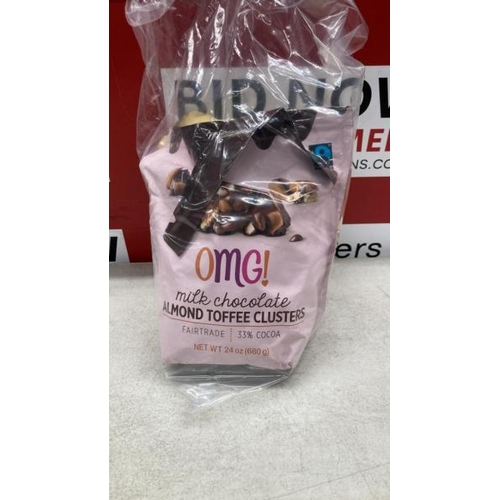 BID NOW
OMG!
milk chocolate
ALMOND TOFFEE CLUSTERS
FAIRTRADE | 33% COCOA
NET WT 24 oz (680 g)